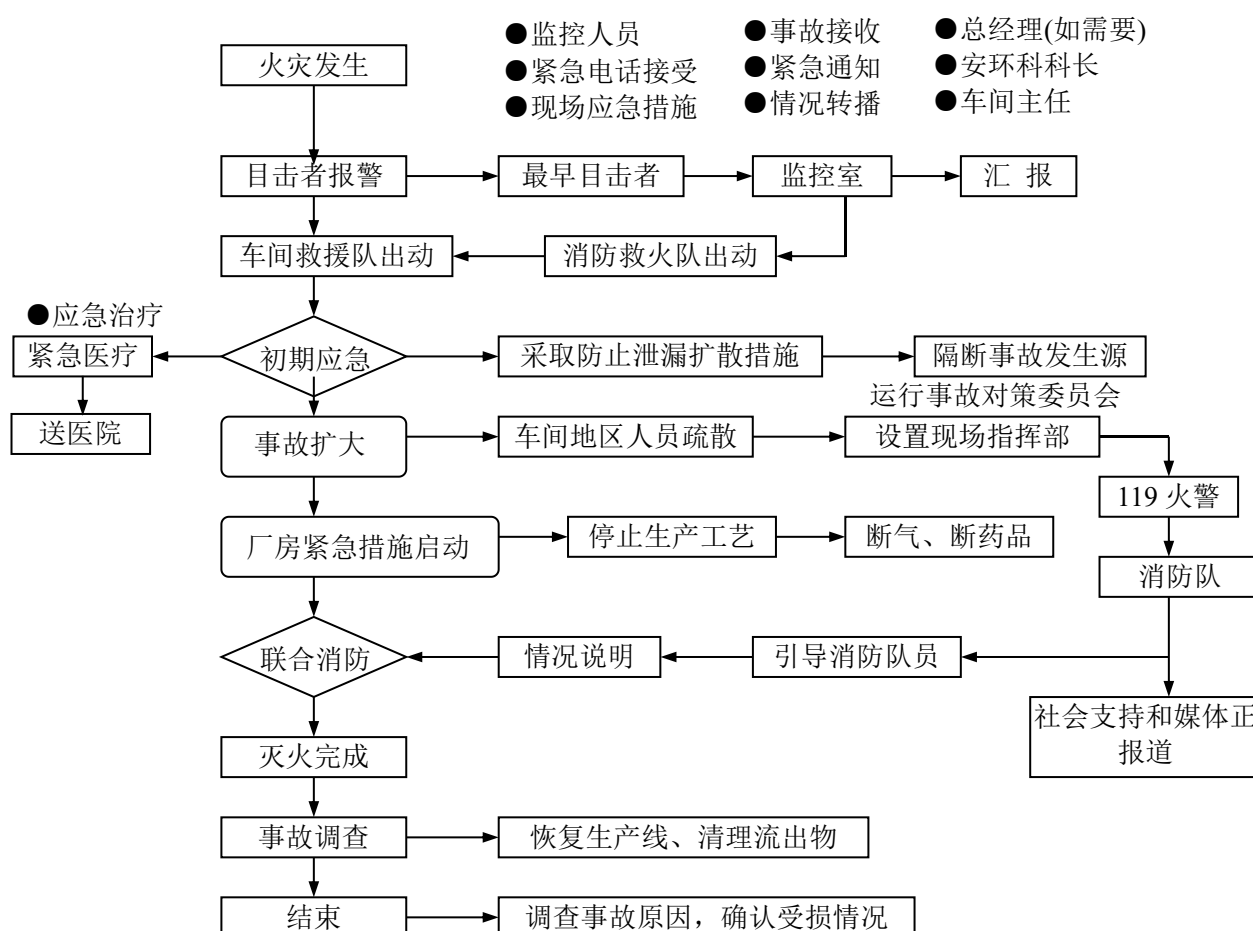 ●监控人员 ●事故接收 ●总经理(如需要)
火灾发生 ●紧急电话接受 ●紧急通知 ●安环科科长
●现场应急措施 ●情况转播 ●车间主任
目击者报警 最早目击者 监控室 汇 报
车间救援队出动 消防救火队出动
●应急治疗
紧急医疗 初期应急 采取防止泄漏扩散措施 隔断事故发生源
运行事故对策委员会
送医院 事故扩大 车间地区人员疏散 设置现场指挥部
119 火警
厂房紧急措施启动 停止生产工艺 断气、断药品
消防队
联合消防 情况说明 引导消防队员
社会支持和媒体正
报道
灭火完成
事故调查 恢复生产线、清理流出物
结束 调查事故原因，确认受损情况